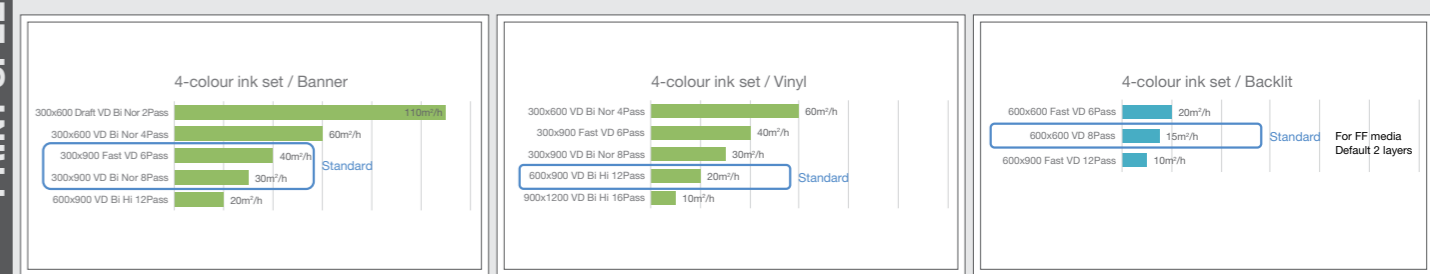 4-colour ink set / Banner
300x600 Draft VD Bi Nor 2Pass 110m²/h
300x600 VD Bi Nor 4Pass 60m²/h
300x900 Fast VD 6Pass 40m²/h
Standard
300x900 VD Bi Nor 8Pass 30m²/h
600x900 VD Bi Hi 12Pass 20m²/h
4-colour ink set / Vinyl
300x600 VD Bi Nor 4Pass 60m²/h
300x900 Fast VD 6Pass 40m²/h
300x900 VD Bi Nor 8Pass 30m²/h
600x900 VD Bi Hi 12Pass 20m²/h Standard
900x1200 VD Bi Hi 16Pass 10m²/h
4-colour ink set / Backlit
600x600 Fast VD 6Pass 20m²/h
600x600 VD 8Pass 15m²/h Standard
For FF media
Default 2 layers
600x900 Fast VD 12Pass 10m²/h